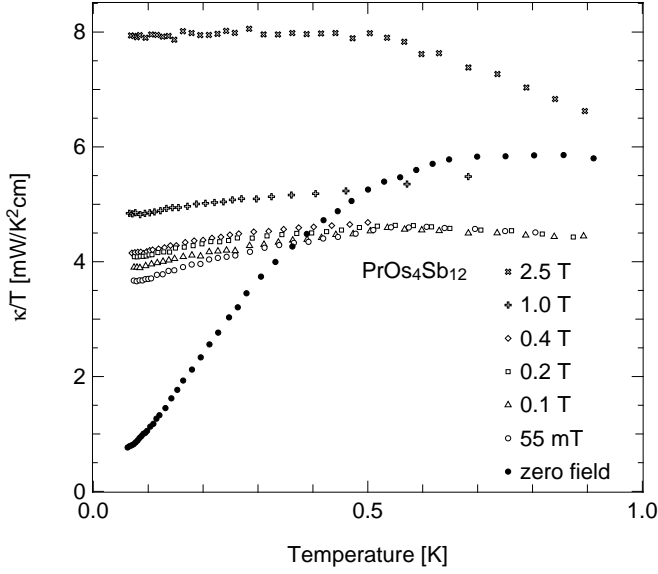 8
6
4
2
0
κ/T [mW/K²cm]
PrOs₄Sb₁₂
2.5 T
1.0 T
0.4 T
0.2 T
0.1 T
55 mT
zero field
0.0
0.5
1.0
Temperature [K]